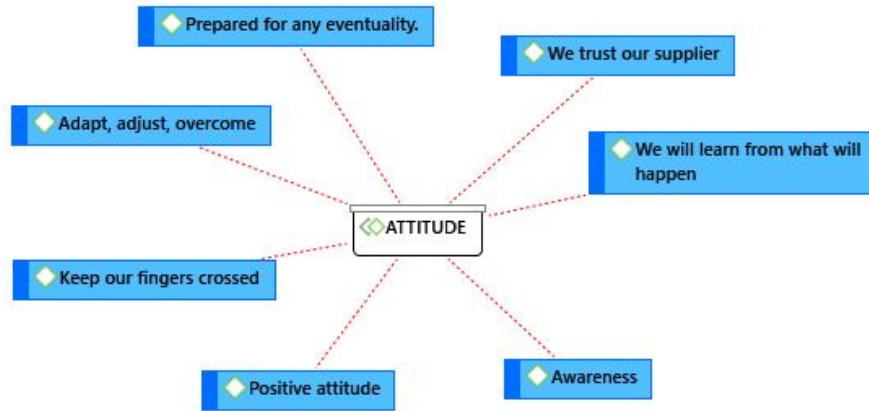 Prepared for any eventuality.
We trust our supplier
Adapt, adjust, overcome
We will learn from what will
happen
ATTITUDE
Keep our fingers crossed
Positive attitude
Awareness